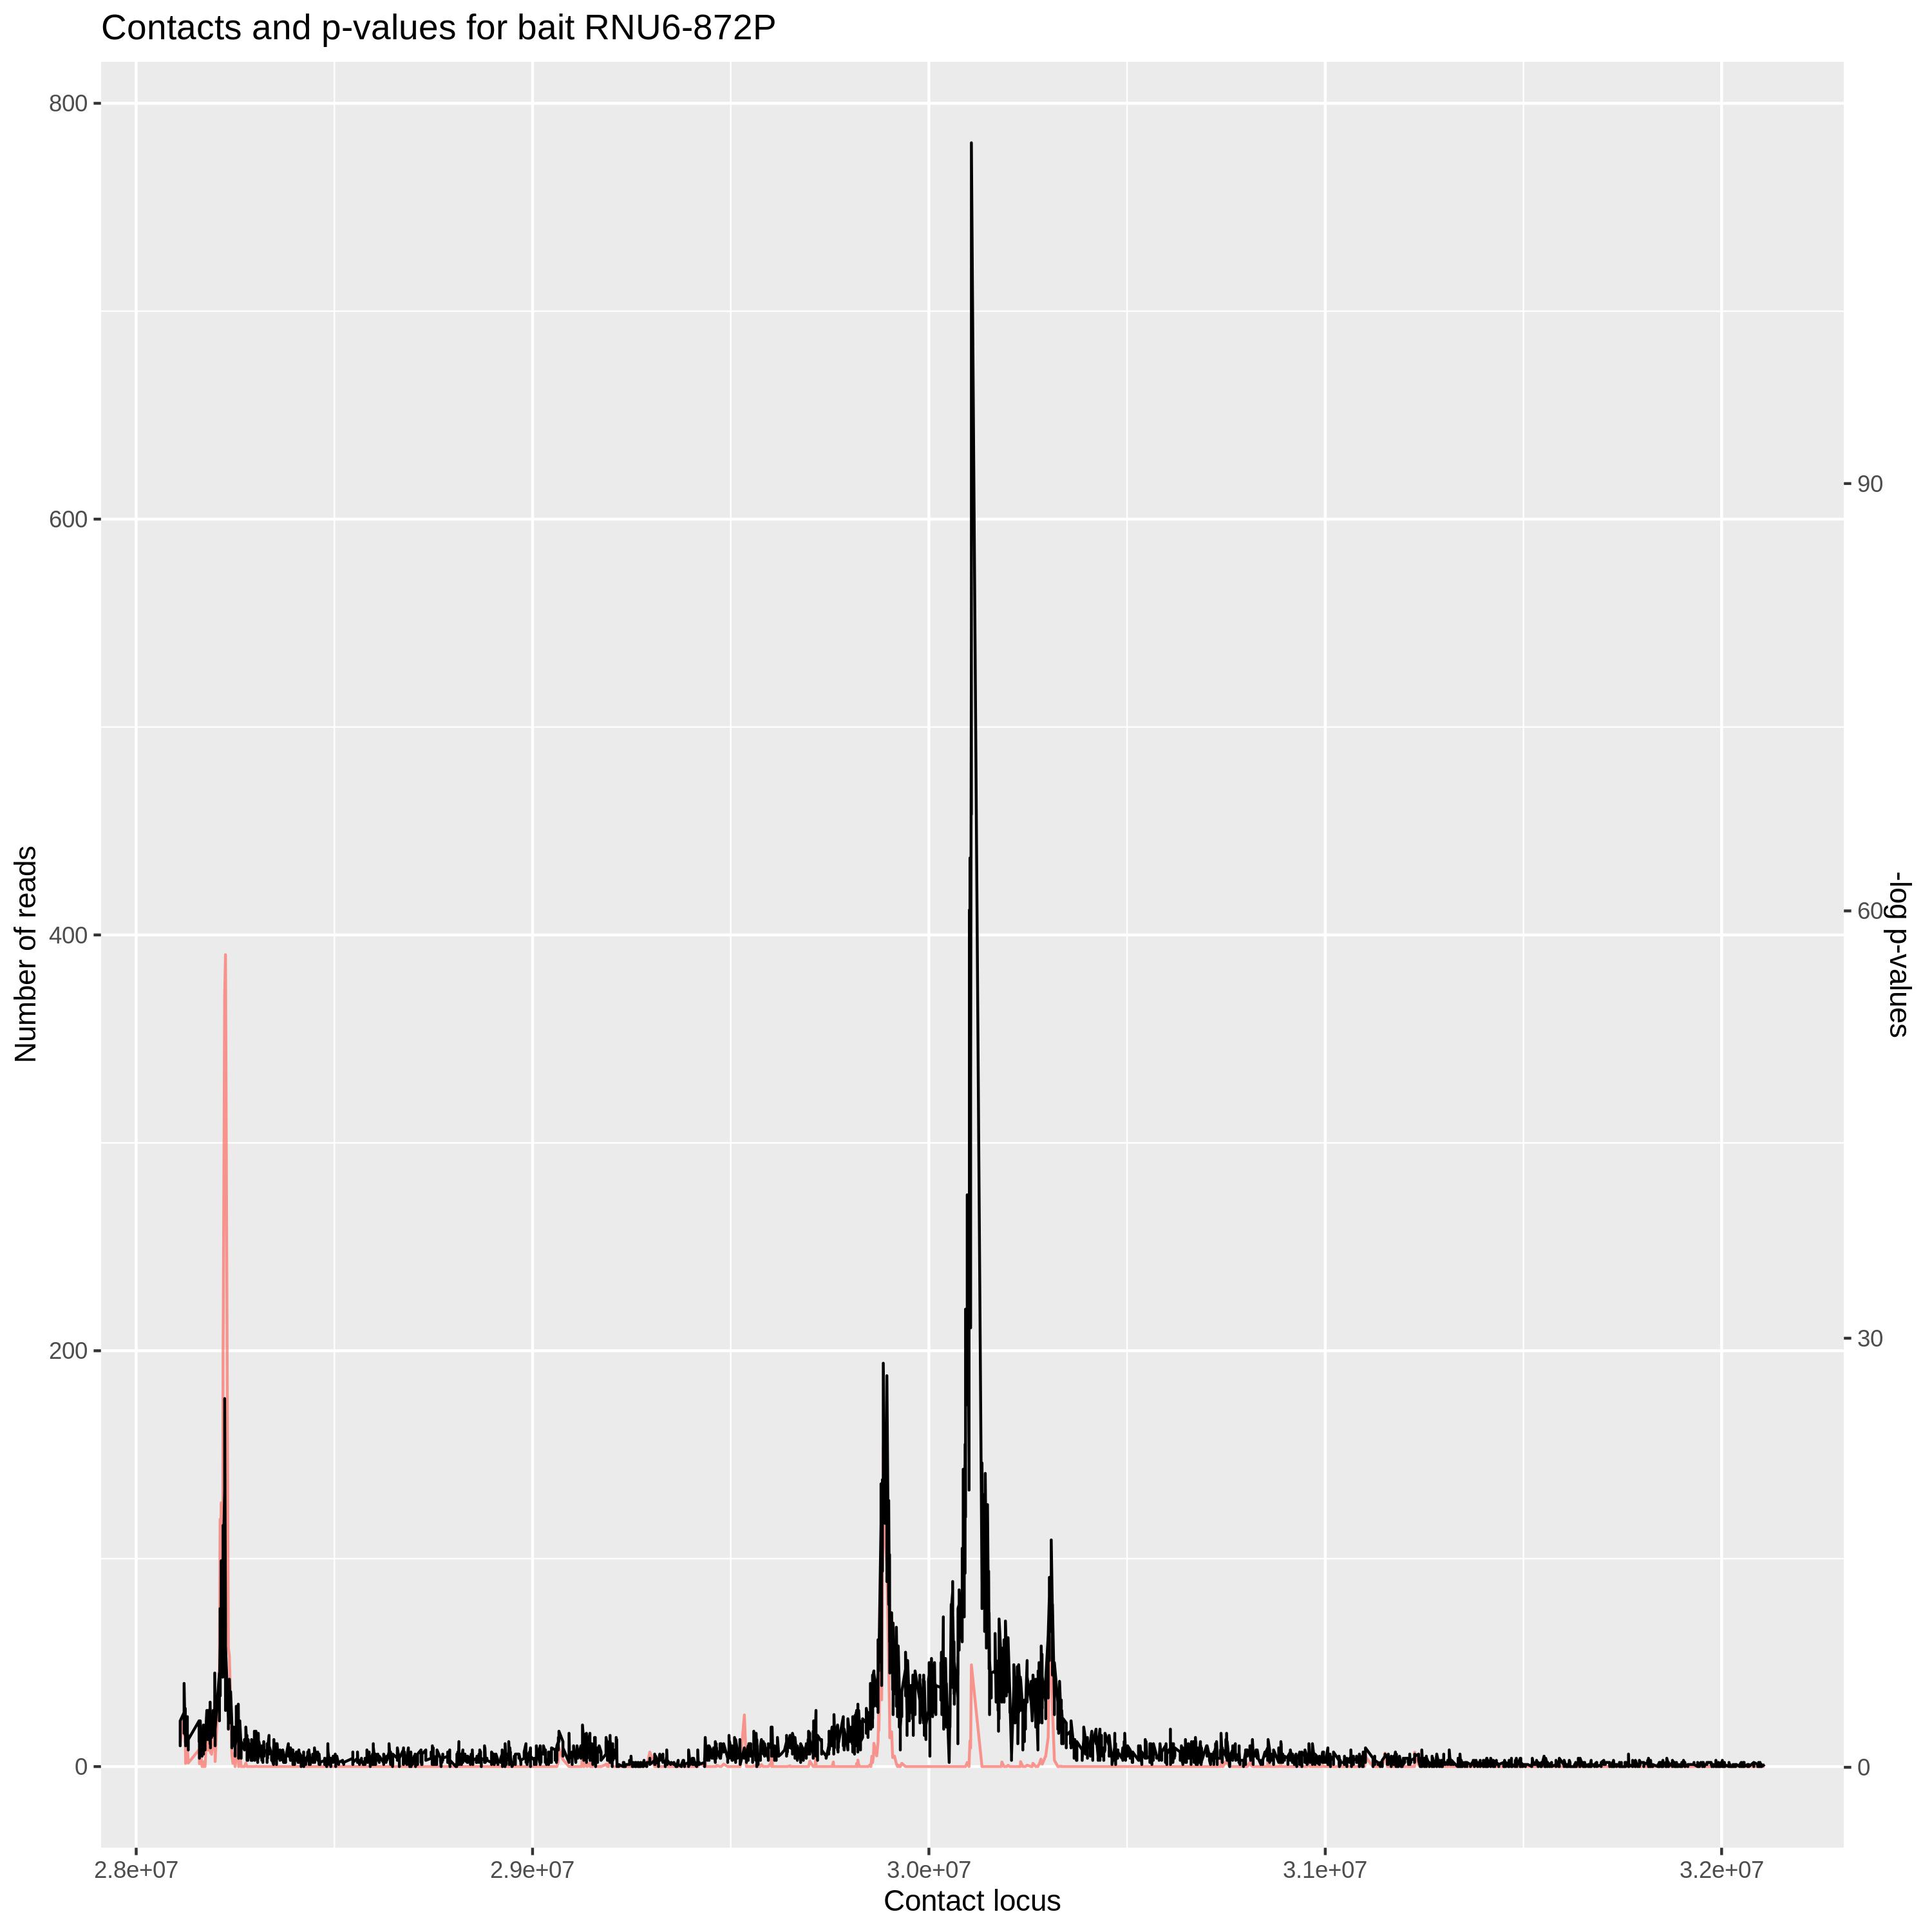 Contacts and p-values for bait RNU6-872P
800
600
400
200
0
Number of reads
90
60
30
0
-log p-values
2.8e+07 2.9e+07 3.0e+07 3.1e+07 3.2e+07
Contact locus